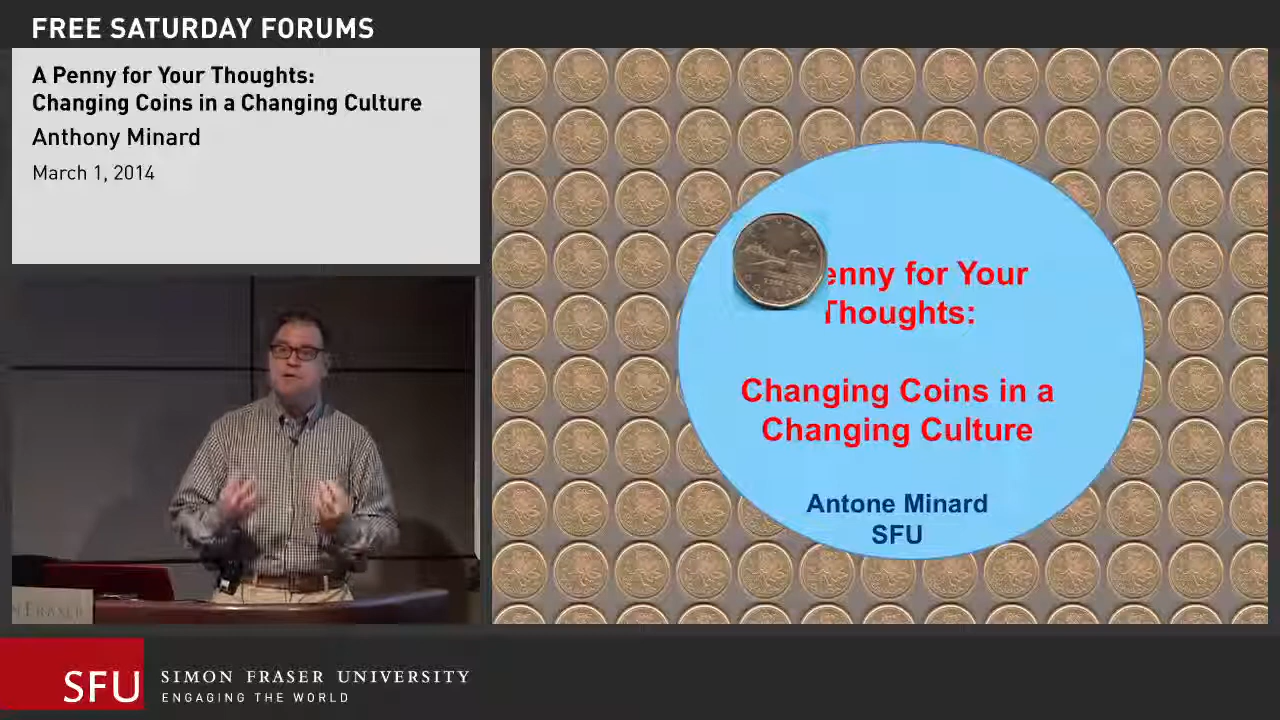 FREE SATURDAY FORUMS
A Penny for Your Thoughts:
Changing Coins in a Changing Culture
Anthony Minard
March 1, 2014
enny for Your
Thoughts:
Changing Coins in a
Changing Culture
Antone Minard
SFU
FRASER
SFU
SIMON FRASER UNIVERSITY
ENGAGING THE WORLD